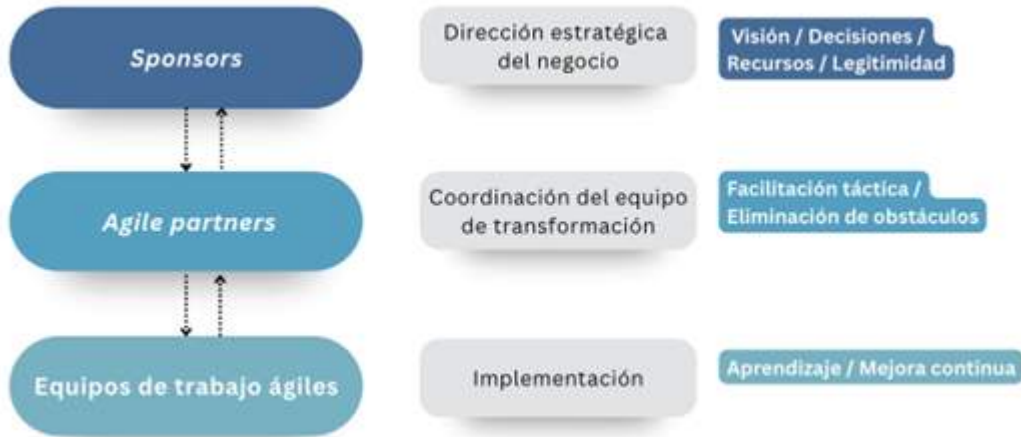 Sponsors
Dirección estratégica
del negocio
Visión / Decisiones /
Recursos / Legitimidad
Agile partners
Coordinación del equipo
de transformación
Facilitación táctica /
Eliminación de obstáculos
Equipos de trabajo ágiles
Implementación
Aprendizaje / Mejora continua